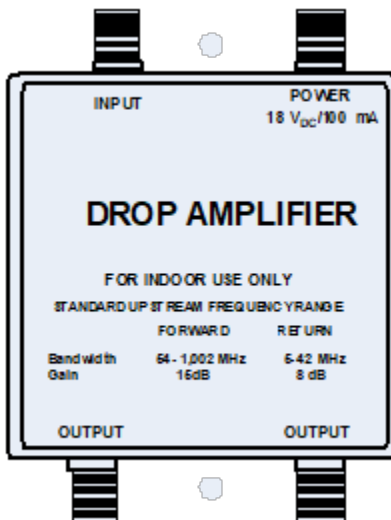 INPUT
POWER
18 VDC/100 mA
DROP AMPLIFIER
FOR INDOOR USE ONLY
STANDARD UPSTREAM FREQUENCY RANGE
FORWARD RETURN
Bandwidth 54-1,002 MHz 5-42 MHz
Gain 15dB 8 dB
OUTPUT OUTPUT